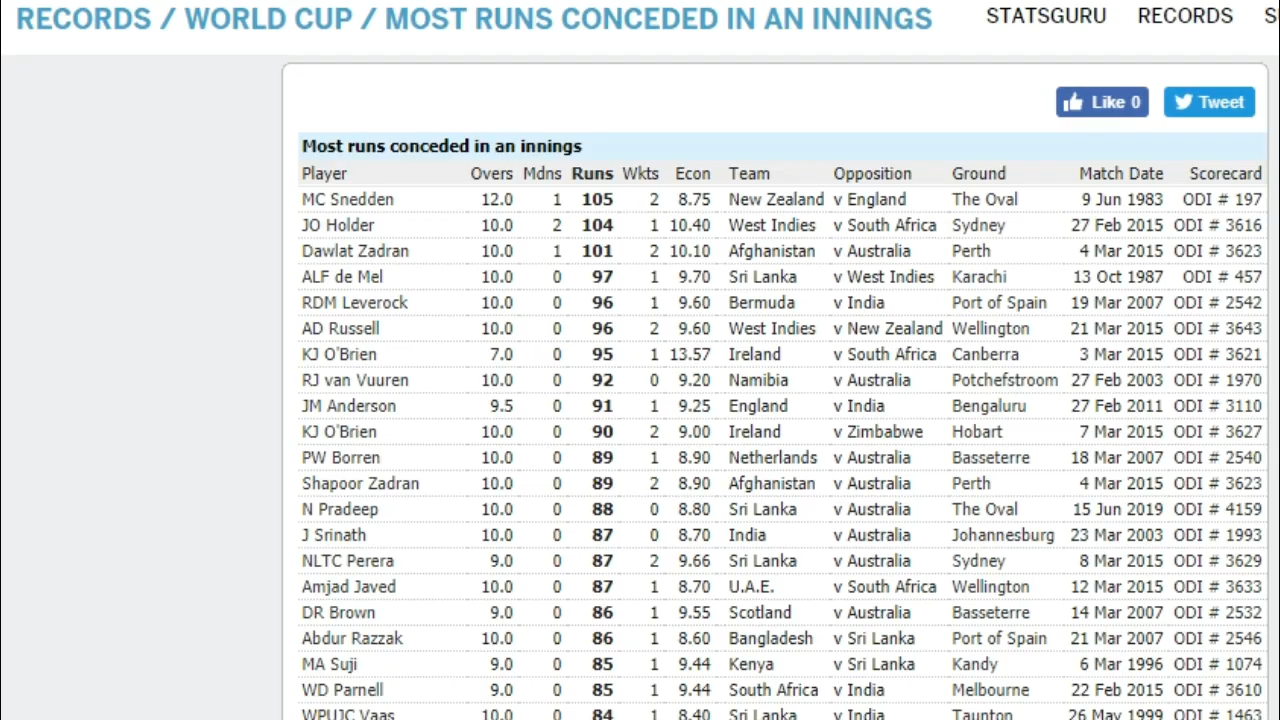 RECORDS / WORLD CUP / MOST RUNS CONCEDED IN AN INNINGS STATSGURU RECORDS S
Like 0 Tweet
Most runs conceded in an innings
Player Overs Mdns Runs Wkts Econ Team Opposition Ground Match Date Scorecard
MC Snedden 12.0 1 105 2 8.75 New Zealand v England The Oval 9 Jun 1983 ODI # 197
JO Holder 10.0 2 104 1 10.40 West Indies v South Africa Sydney 27 Feb 2015 ODI # 3616
Dawlat Zadran 10.0 1 101 2 10.10 Afghanistan v Australia Perth 4 Mar 2015 ODI # 3623
ALF de Mel 10.0 0 97 1 9.70 Sri Lanka v West Indies Karachi 13 Oct 1987 ODI # 457
RDM Leverock 10.0 0 96 1 9.60 Bermuda v India Port of Spain 19 Mar 2007 ODI # 2542
AD Russell 10.0 0 96 2 9.60 West Indies v New Zealand Wellington 21 Mar 2015 ODI # 3643
KJ O'Brien 7.0 0 95 1 13.57 Ireland v South Africa Canberra 3 Mar 2015 ODI # 3621
RJ van Vuuren 10.0 0 92 0 9.20 Namibia v Australia Potchefstroom 27 Feb 2003 ODI # 1970
JM Anderson 9.5 0 91 1 9.25 England v India Bengaluru 27 Feb 2011 ODI # 3110
KJ O'Brien 10.0 0 90 2 9.00 Ireland v Zimbabwe Hobart 7 Mar 2015 ODI # 3627
PW Borren 10.0 0 89 1 8.90 Netherlands v Australia Basseterre 18 Mar 2007 ODI # 2540
Shapoor Zadran 10.0 0 89 2 8.90 Afghanistan v Australia Perth 4 Mar 2015 ODI # 3623
N Pradeep 10.0 0 88 0 8.80 Sri Lanka v Australia The Oval 15 Jun 2019 ODI # 4159
J Srinath 10.0 0 87 0 8.70 India v Australia Johannesburg 23 Mar 2003 ODI # 1993
NLTC Perera 9.0 0 87 2 9.66 Sri Lanka v Australia Sydney 8 Mar 2015 ODI # 3629
Amjad Javed 10.0 0 87 1 8.70 U.A.E. v South Africa Wellington 12 Mar 2015 ODI # 3633
DR Brown 9.0 0 86 1 9.55 Scotland v Australia Basseterre 14 Mar 2007 ODI # 2532
Abdur Razzak 10.0 0 86 1 8.60 Bangladesh v Sri Lanka Port of Spain 21 Mar 2007 ODI # 2546
MA Suji 9.0 0 85 1 9.44 Kenya v Sri Lanka Kandy 6 Mar 1996 ODI # 1074
WD Parnell 9.0 0 85 1 9.44 South Africa v India Melbourne 22 Feb 2015 ODI # 3610
WPUJC Vaas 10.0 0 84 1 8.40 Sri Lanka v India Taunton 26 May 1999 ODI # 1463